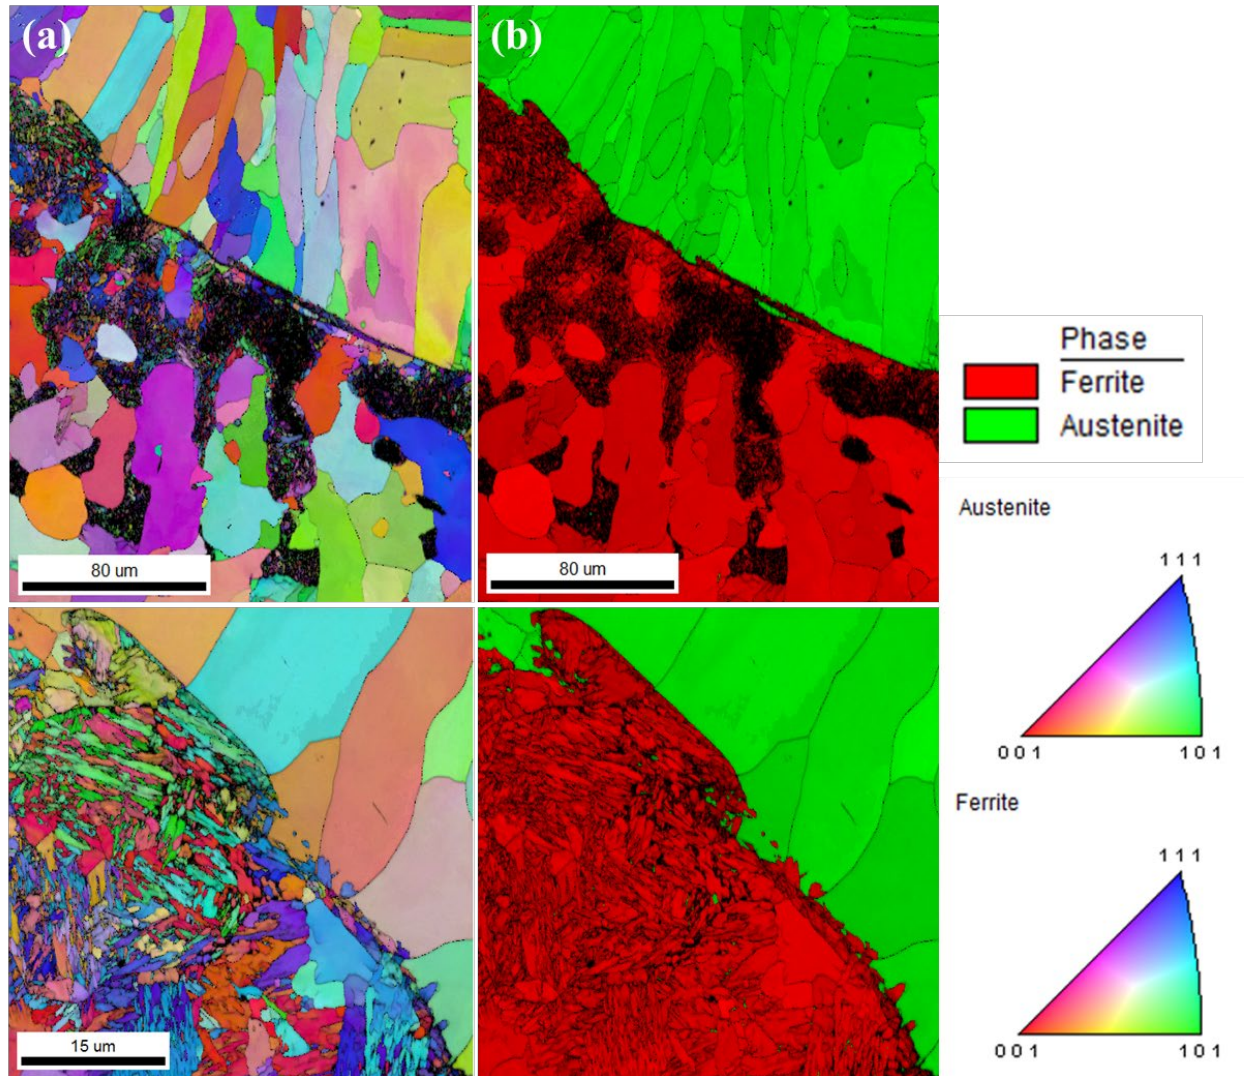 (a)
(b)
80 um
80 um
Phase
Ferrite
Austenite
Austenite
1 1 1
0 0 1
1 0 1
Ferrite
1 1 1
0 0 1
1 0 1
15 um